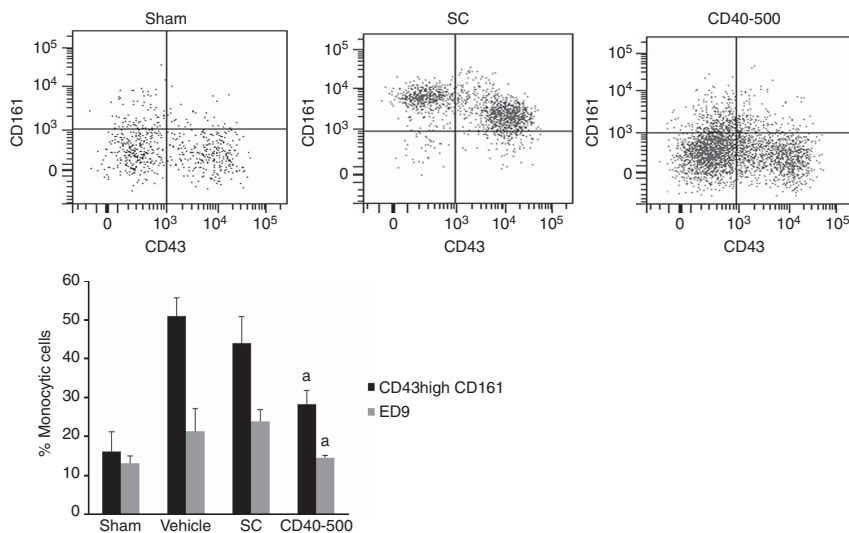 Sham
SC
CD40-500
10⁵
10⁴
10³
0
CD161
0
10³
10⁴
10⁵
CD43
10⁵
10⁴
10³
0
CD161
0
10³
10⁴
10⁵
CD43
10⁵
10⁴
10³
0
CD161
0
10³
10⁴
10⁵
CD43
60
50
40
30
20
10
0
% Monocytic cells
a
a
CD43high CD161
ED9
Sham Vehicle SC CD40-500